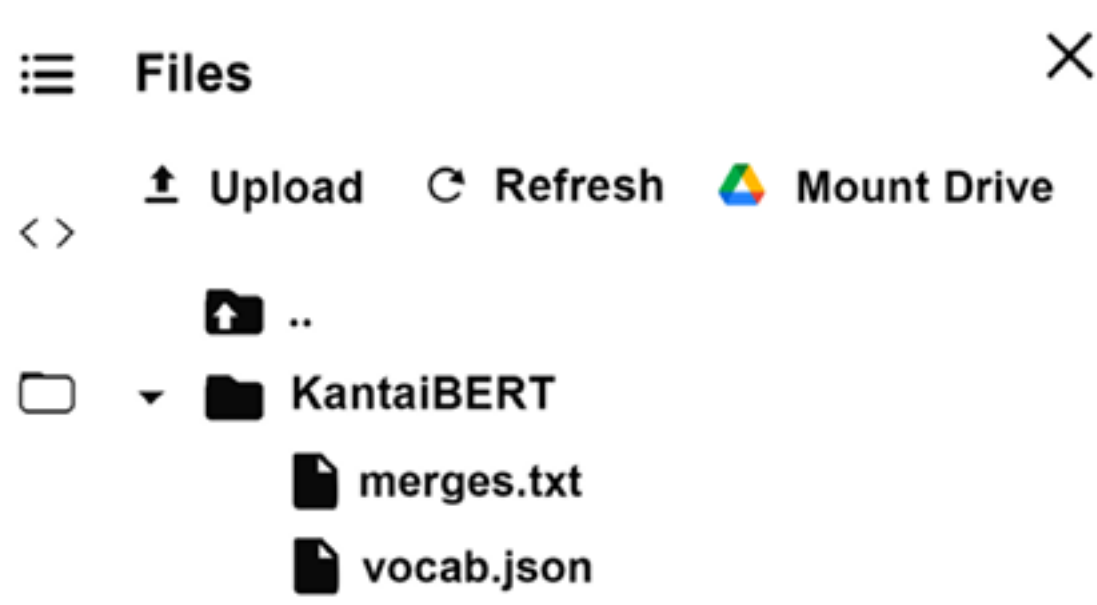 Files
Upload Refresh Mount Drive
..
KantaiBERT
merges.txt
vocab.json